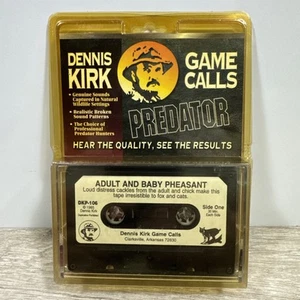 DENNIS KIRK
GAME CALLS
• Genuine Sounds
Captured in Natural
Wildlife Settings
• Realistic Broken
Sound Patterns
• The Choice of
Professional
Predator Hunters
PREDATOR
HEAR THE QUALITY, SEE THE RESULTS
ADULT AND BABY PHEASANT
Loud distress cackles from the adult and chick make this
tape irresistible to fox and cats.
DKP-106
Dennis Kirk
Side One
Dennis Kirk Game Calls
Clarksville, Arkansas 72830